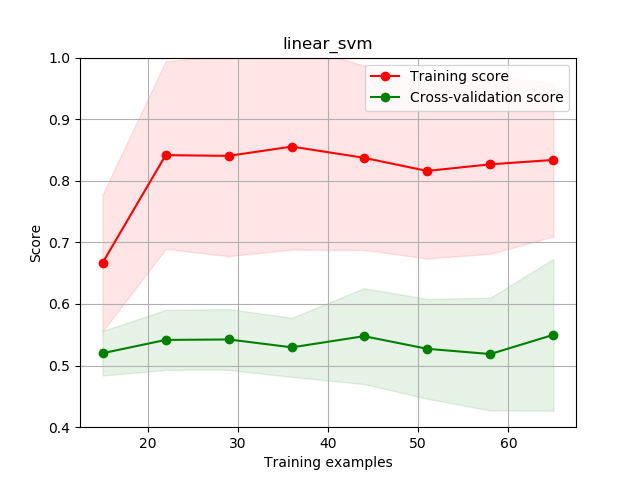 linear_svm
1.0
0.9
0.8
0.7
0.6
0.5
0.4
Score
Training score
Cross-validation score
20 30 40 50 60
Training examples